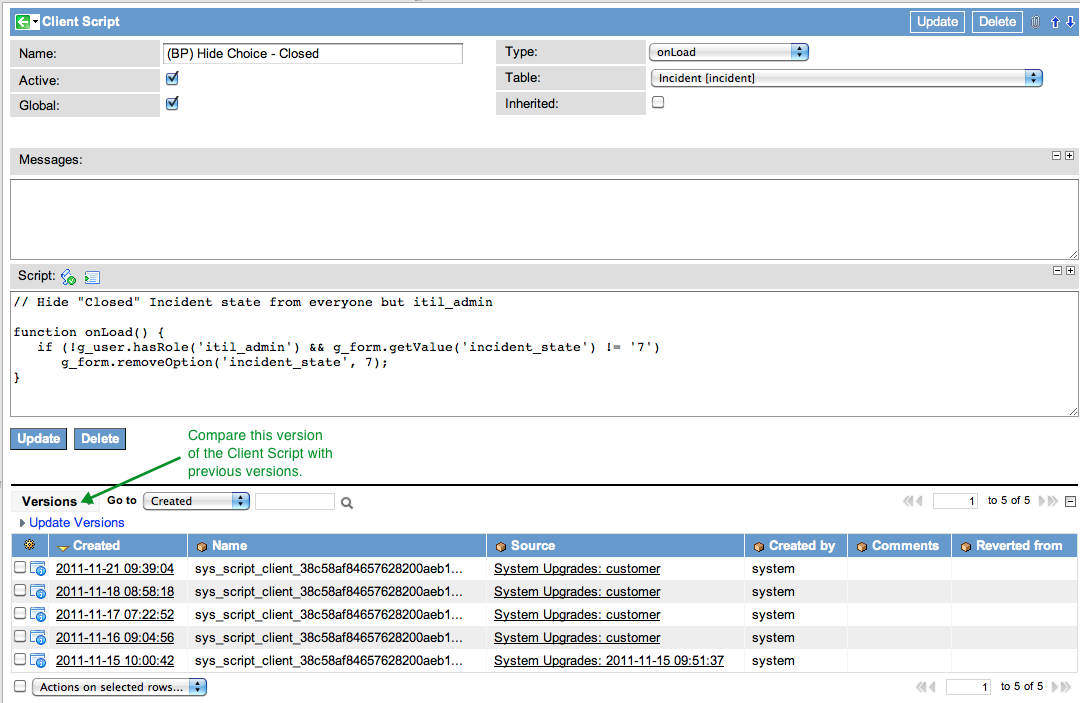 Client Script
Update
Delete
Name:
(BP) Hide Choice - Closed
Type:
onLoad
Active:
Table:
Incident [incident]
Global:
Inherited:
Messages:
Script:
// Hide "Closed" Incident state from everyone but itil_admin
function onLoad() {
if (!g_user.hasRole('itil_admin') && g_form.getValue('incident_state') != '7')
g_form.removeOption('incident_state', 7);
}
Update
Delete
Compare this version
of the Client Script with
previous versions.
Versions
Go to
Created
1
to 5 of 5
Update Versions
Created Name Source Created by Comments Reverted from
2011-11-21 09:39:04 sys_script_client_38c58af84657628200aeb1... System Upgrades: customer system
2011-11-18 08:58:18 sys_script_client_38c58af84657628200aeb1... System Upgrades: customer system
2011-11-17 07:22:52 sys_script_client_38c58af84657628200aeb1... System Upgrades: customer system
2011-11-16 09:04:56 sys_script_client_38c58af84657628200aeb1... System Upgrades: customer system
2011-11-15 10:00:42 sys_script_client_38c58af84657628200aeb1... System Upgrades: 2011-11-15 09:51:37 system
Actions on selected rows...
1
to 5 of 5